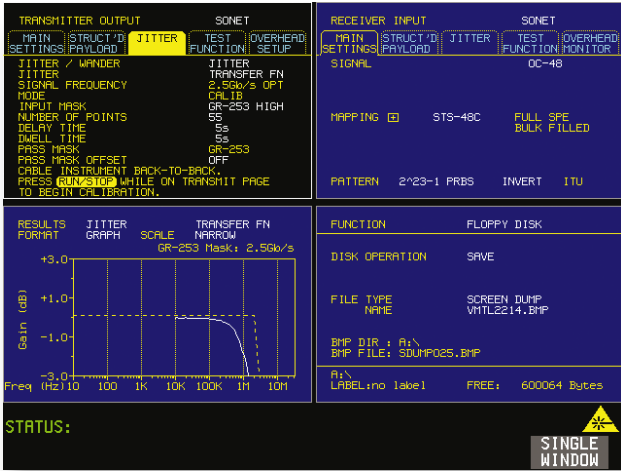 TRANSMITTER OUTPUT SONET
MAIN SETTINGS STRUCT'D PAYLOAD JITTER TEST FUNCTION OVERHEAD SETUP
JITTER / WANDER JITTER
JITTER TRANSFER FN
SIGNAL FREQUENCY 2.5Gb/s OPT
MODE CALIB
INPUT MASK GR-253 HIGH
NUMBER OF POINTS 55
DELAY TIME 5s
DWELL TIME 5s
PASS MASK GR-253
PASS MASK OFFSET OFF
CABLE INSTRUMENT BACK-TO-BACK.
PRESS RUN/STOP WHILE ON TRANSMIT PAGE
TO BEGIN CALIBRATION.
RECEIVER INPUT SONET
MAIN SETTINGS STRUCT'D PAYLOAD JITTER TEST FUNCTION OVERHEAD MONITOR
SIGNAL OC-48
MAPPING + STS-48C FULL SPE
BULK FILLED
PATTERN 2^23-1 PRBS INVERT ITU
RESULTS JITTER TRANSFER FN
FORMAT GRAPH SCALE NARROW
GR-253 Mask: 2.5Gb/s
+3.0
+1.0
Gain (dB)
-1.0
-3.0
Freq (Hz) 10 100 1K 10K 100K 1M 10M
FUNCTION FLOPPY DISK
DISK OPERATION SAVE
FILE TYPE SCREEN DUMP
NAME VMTL2214.BMP
BMP DIR : A:\
BMP FILE: SDUMP025.BMP
A:\
LABEL:no label FREE: 600064 Bytes
STATUS:
SINGLE
WINDOW